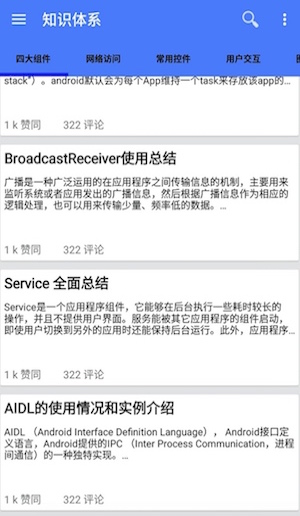 知识体系
四大组件 网络访问 常用控件 用户交互
stack"）。android默认会为每个App维持一个task来存放该app的...
1 k 赞同 322 评论
BroadcastReceiver使用总结
广播是一种广泛运用的在应用程序之间传输信息的机制，主要用来
监听系统或者应用发出的广播信息，然后根据广播信息作为相应的
逻辑处理，也可以用来传输少量、频率低的数据。...
1 k 赞同 322 评论
Service 全面总结
Service是一个应用程序组件，它能够在后台执行一些耗时较长的
操作，并且不提供用户界面。服务能被其它应用程序的组件启动，
即使用户切换到另外的应用时还能保持后台运行。此外，应用程序...
1 k 赞同 322 评论
AIDL的使用情况和实例介绍
AIDL （Android Interface Definition Language）， Android接口定
义语言，Android提供的IPC （Inter Process Communication，进程
间通信）的一种独特实现。...
1 k 赞同 322 评论